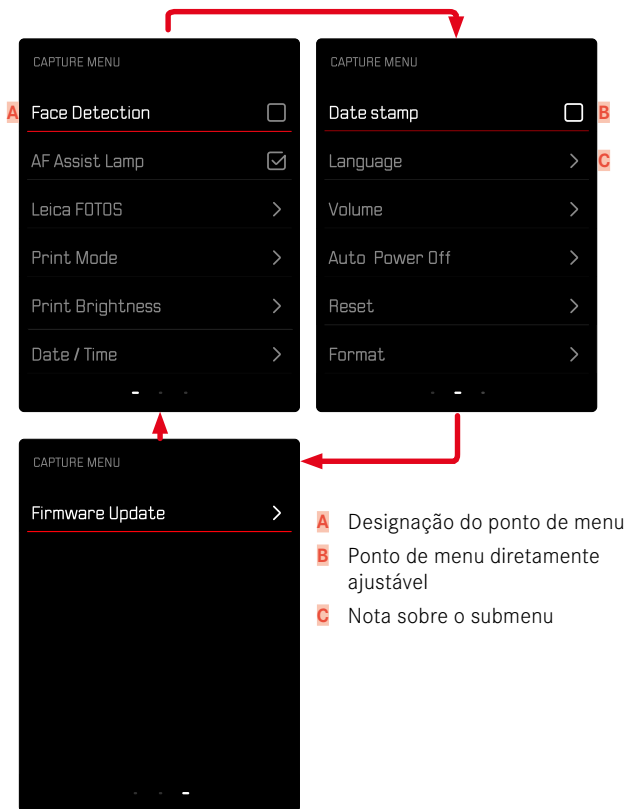 CAPTURE MENU
A Face Detection
AF Assist Lamp
Leica FOTOS
Print Mode
Print Brightness
Date / Time
CAPTURE MENU
Date stamp B
Language C
Volume
Auto Power Off
Reset
Format
CAPTURE MENU
Firmware Update
A Designação do ponto de menu
B Ponto de menu diretamente
ajustável
C Nota sobre o submenu